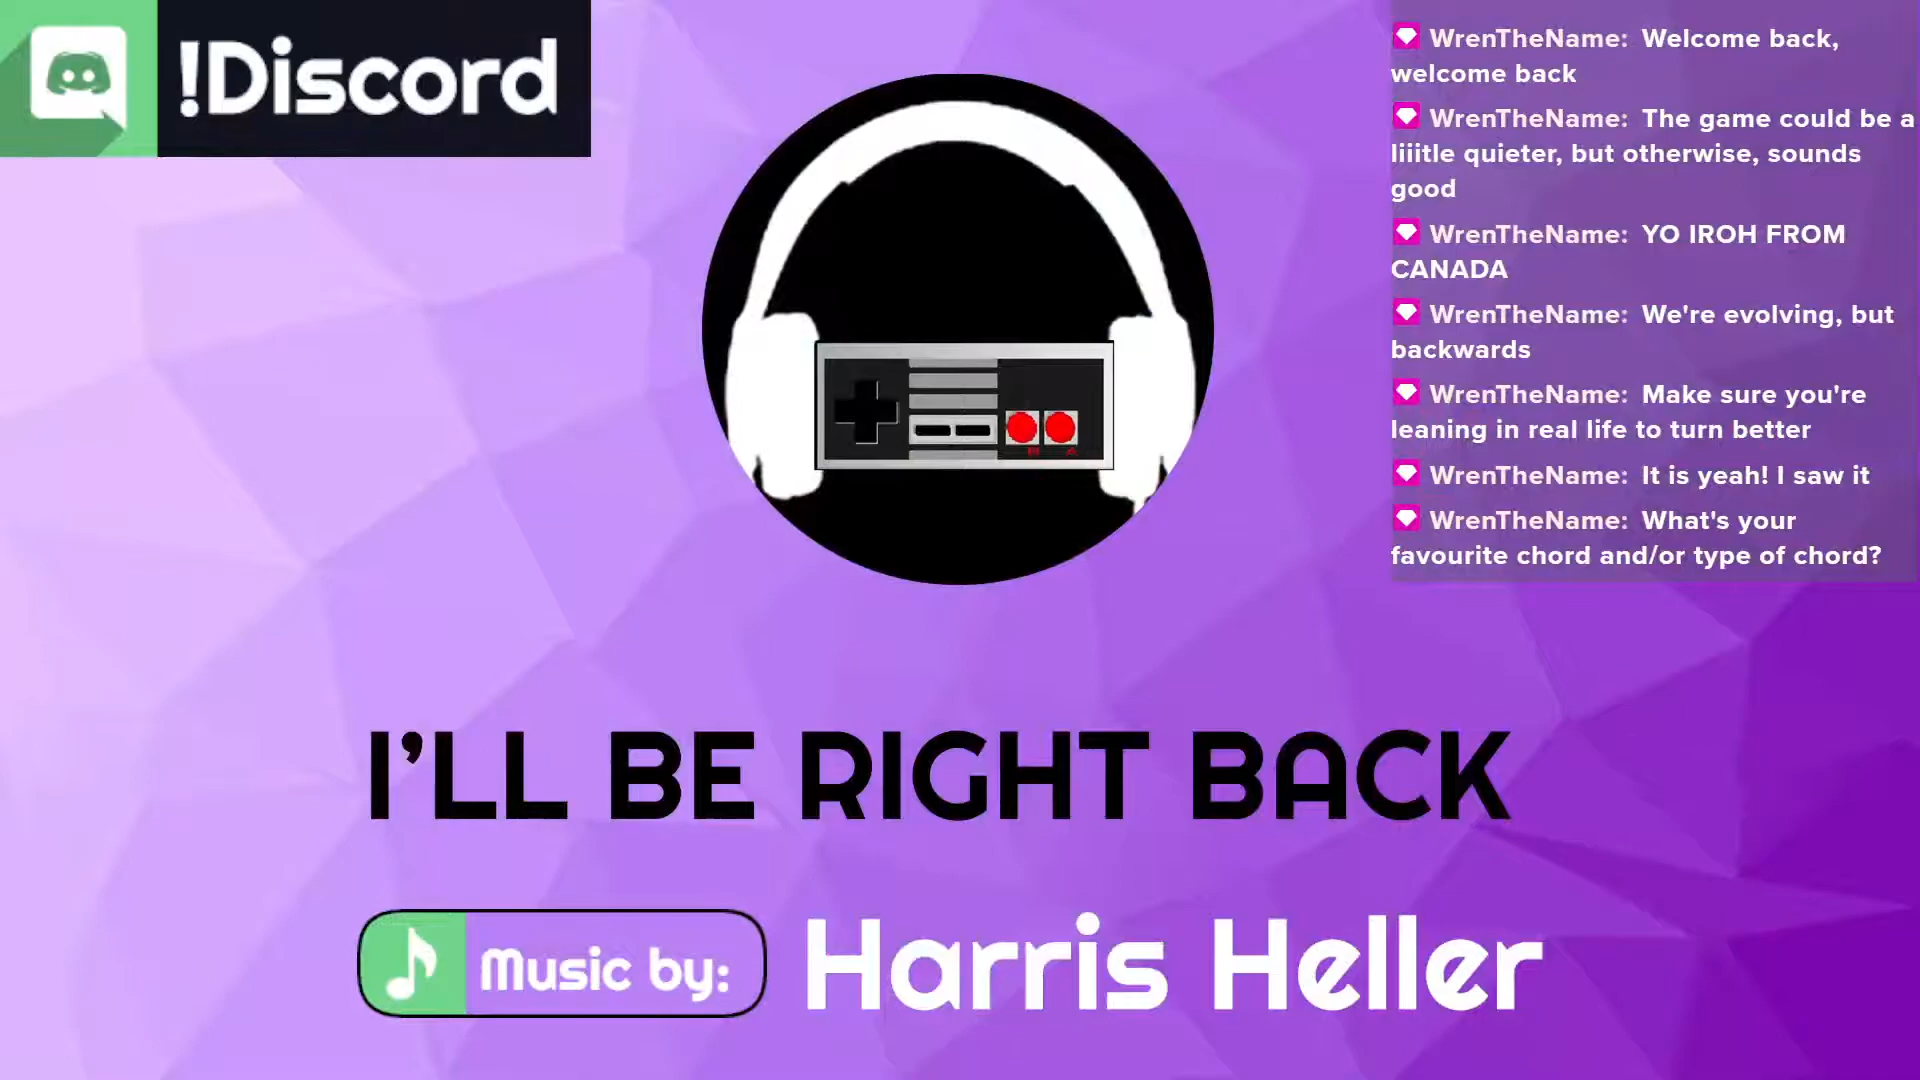 !Discord
WrenTheName: Welcome back,
welcome back
WrenTheName: The game could be a
liiitle quieter, but otherwise, sounds
good
WrenTheName: YO IROH FROM
CANADA
WrenTheName: We're evolving, but
backwards
WrenTheName: Make sure you're
leaning in real life to turn better
WrenTheName: It is yeah! I saw it
WrenTheName: What's your
favourite chord and/or type of chord?
I'LL BE RIGHT BACK
Music by: Harris Heller